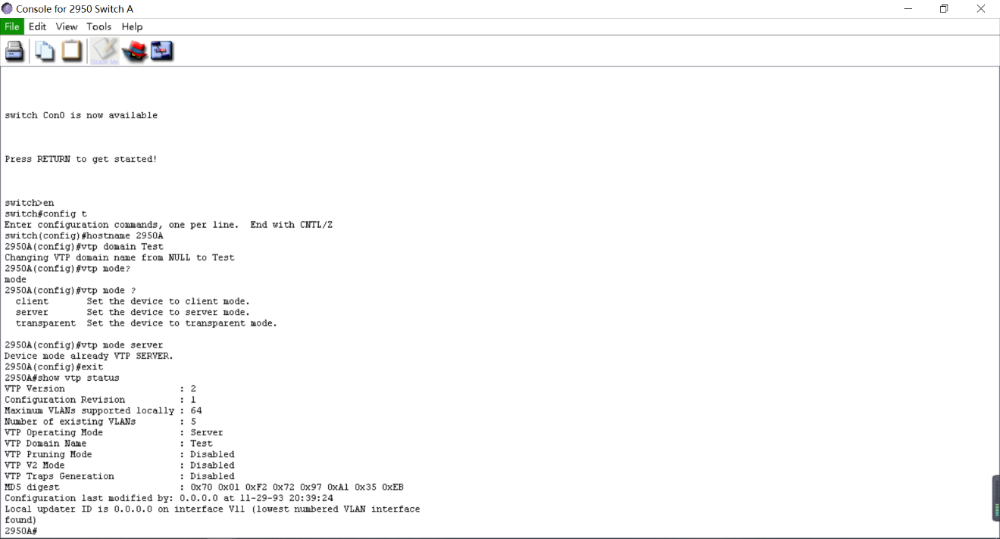 Console for 2950 Switch A
File Edit View Tools Help
Grade Me
switch Con0 is now available
Press RETURN to get started!
switch>en
switch#config t
Enter configuration commands, one per line.  End with CNTL/Z
switch(config)#hostname 2950A
2950A(config)#vtp domain Test
Changing VTP domain name from NULL to Test
2950A(config)#vtp mode?
mode
2950A(config)#vtp mode ?
  client       Set the device to client mode.
  server       Set the device to server mode.
  transparent  Set the device to transparent mode.
2950A(config)#vtp mode server
Device mode already VTP SERVER.
2950A(config)#exit
2950A#show vtp status
VTP Version                     : 2
Configuration Revision          : 1
Maximum VLANs supported locally : 64
Number of existing VLANs        : 5
VTP Operating Mode              : Server
VTP Domain Name                 : Test
VTP Pruning Mode                : Disabled
VTP V2 Mode                     : Disabled
VTP Traps Generation            : Disabled
MD5 digest                      : 0x70 0x01 0xF2 0x72 0x97 0xA1 0x35 0xEB
Configuration last modified by: 0.0.0.0 at 11-29-93 20:39:24
Local updater ID is 0.0.0.0 on interface Vl1 (lowest numbered VLAN interface
found)
2950A#